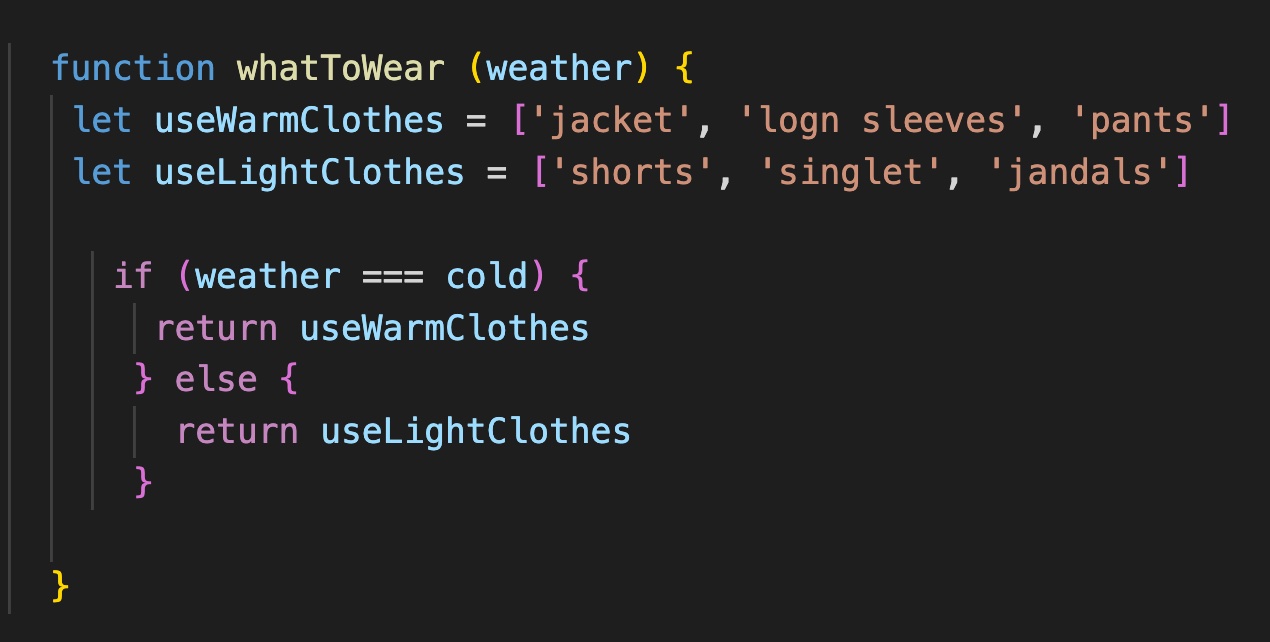 function whatToWear (weather) {
let useWarmClothes = ['jacket', 'logn sleeves', 'pants']
let useLightClothes = ['shorts', 'singlet', 'jandals']
if (weather === cold) {
return useWarmClothes
} else {
return useLightClothes
}
}